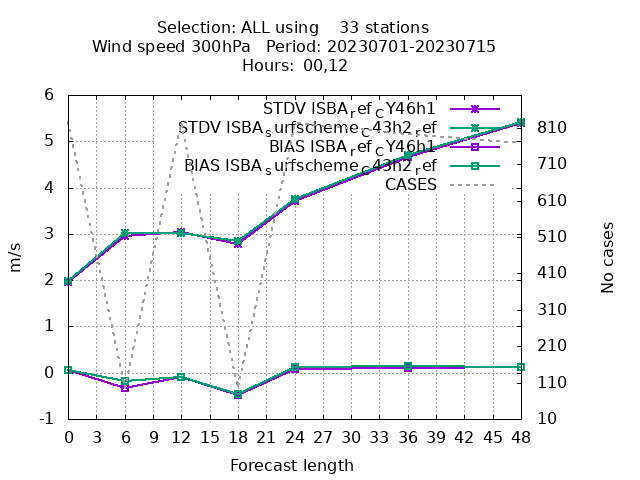 Selection: ALL using 33 stations
Wind speed 300hPa Period: 20230701-20230715
Hours: 00,12
STDV ISBA_ref_CY46h1
STDV ISBA_surfscheme_C43h2_ref
BIAS ISBA_ref_CY46h1
BIAS ISBA_surfscheme_C43h2_ref
CASES
6
5
4
3
2
1
0
-1
m/s
810
710
610
510
410
310
210
110
10
No cases
0 3 6 9 12 15 18 21 24 27 30 33 36 39 42 45 48
Forecast length